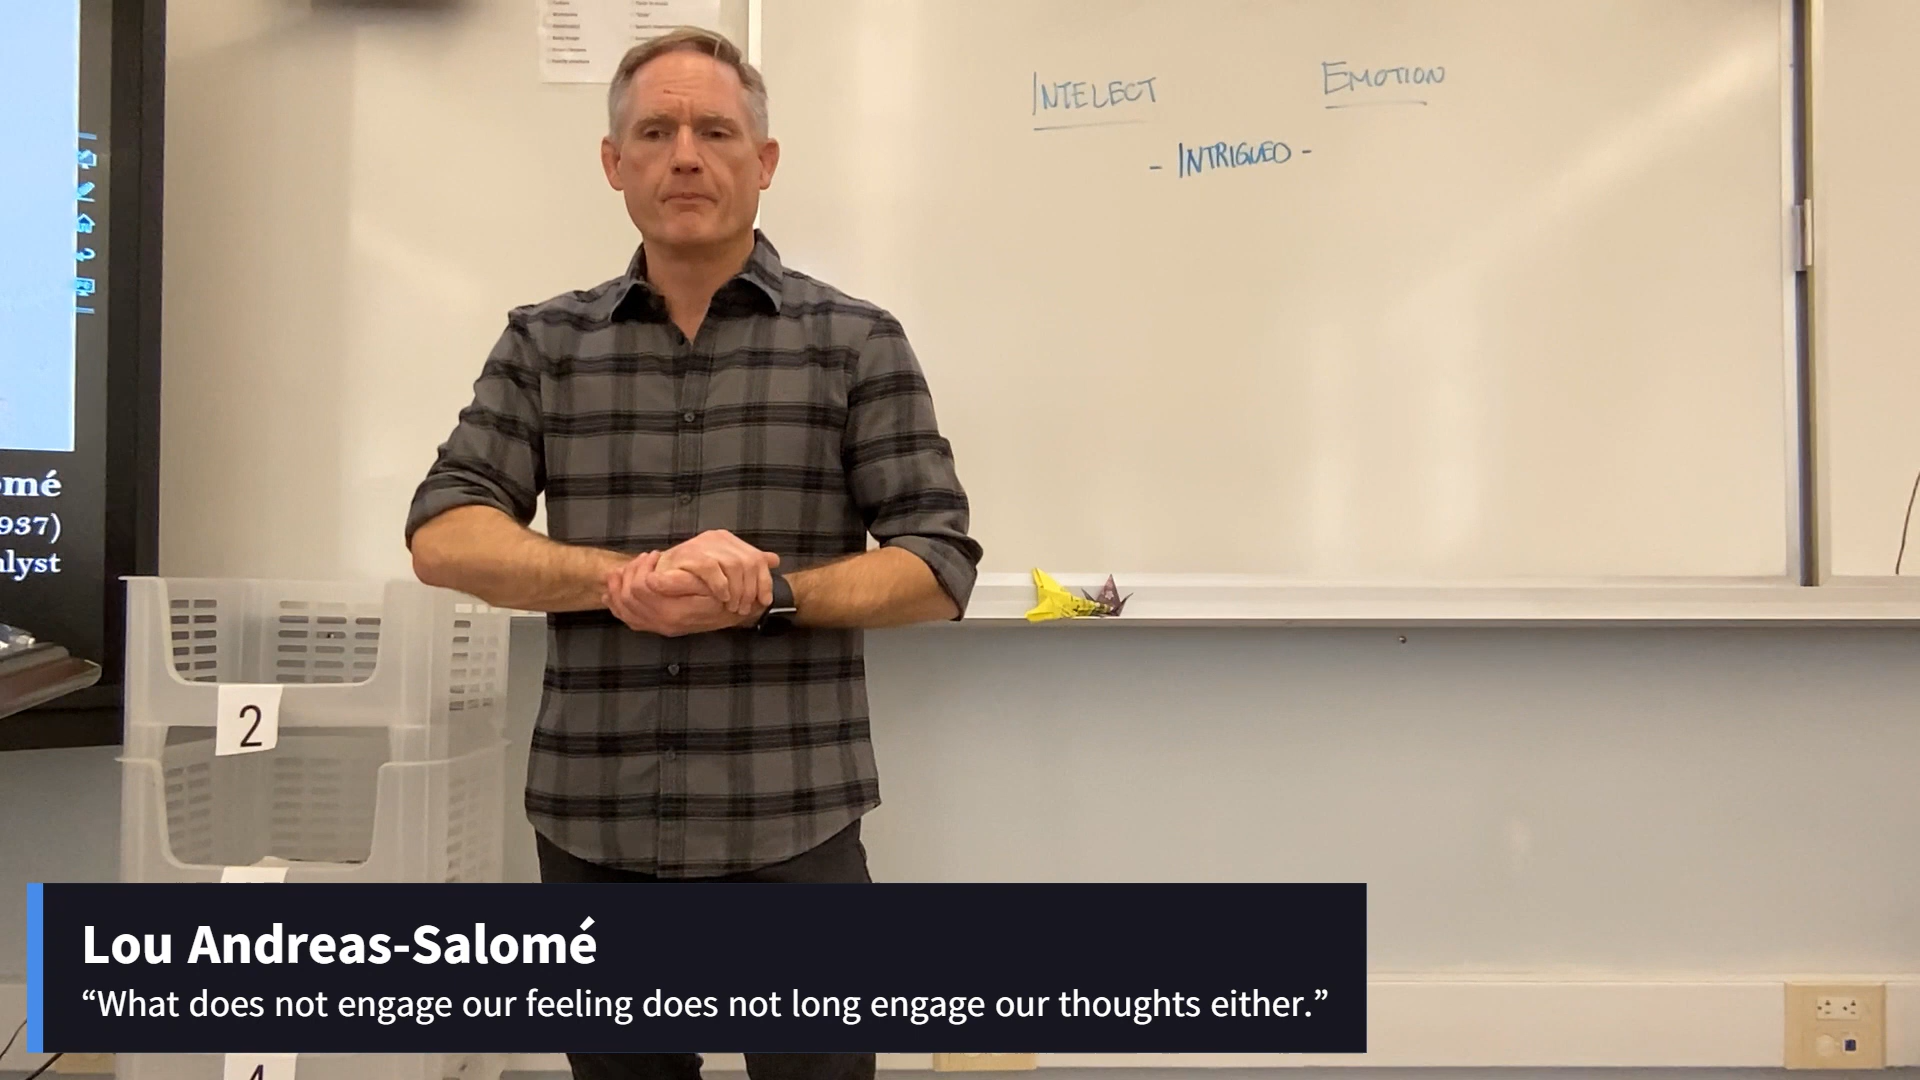 INTELECT
EMOTION
- INTRIGUED -
omé
937)
alyst
2
4
Lou Andreas-Salomé
“What does not engage our feeling does not long engage our thoughts either.”